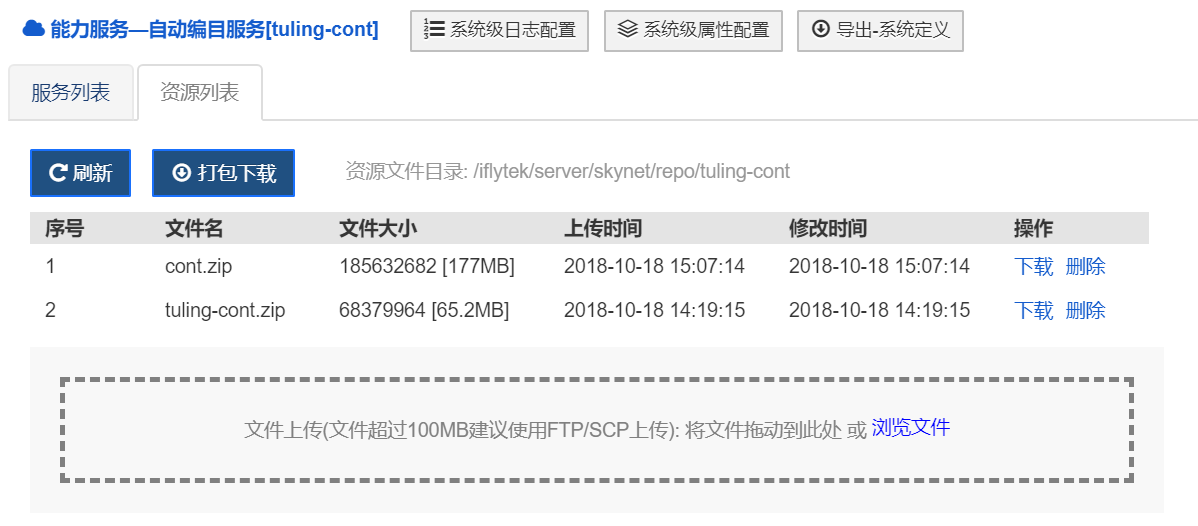 能力服务—自动编目服务[tuling-cont] 系统级日志配置 系统级属性配置 导出-系统定义
服务列表 资源列表
刷新 打包下载 资源文件目录: /iflytek/server/skynet/repo/tuling-cont
序号 文件名 文件大小 上传时间 修改时间 操作
1 cont.zip 185632682 [177MB] 2018-10-18 15:07:14 2018-10-18 15:07:14 下载 删除
2 tuling-cont.zip 68379964 [65.2MB] 2018-10-18 14:19:15 2018-10-18 14:19:15 下载 删除
文件上传(文件超过100MB建议使用FTP/SCP上传): 将文件拖动到此处 或 浏览文件